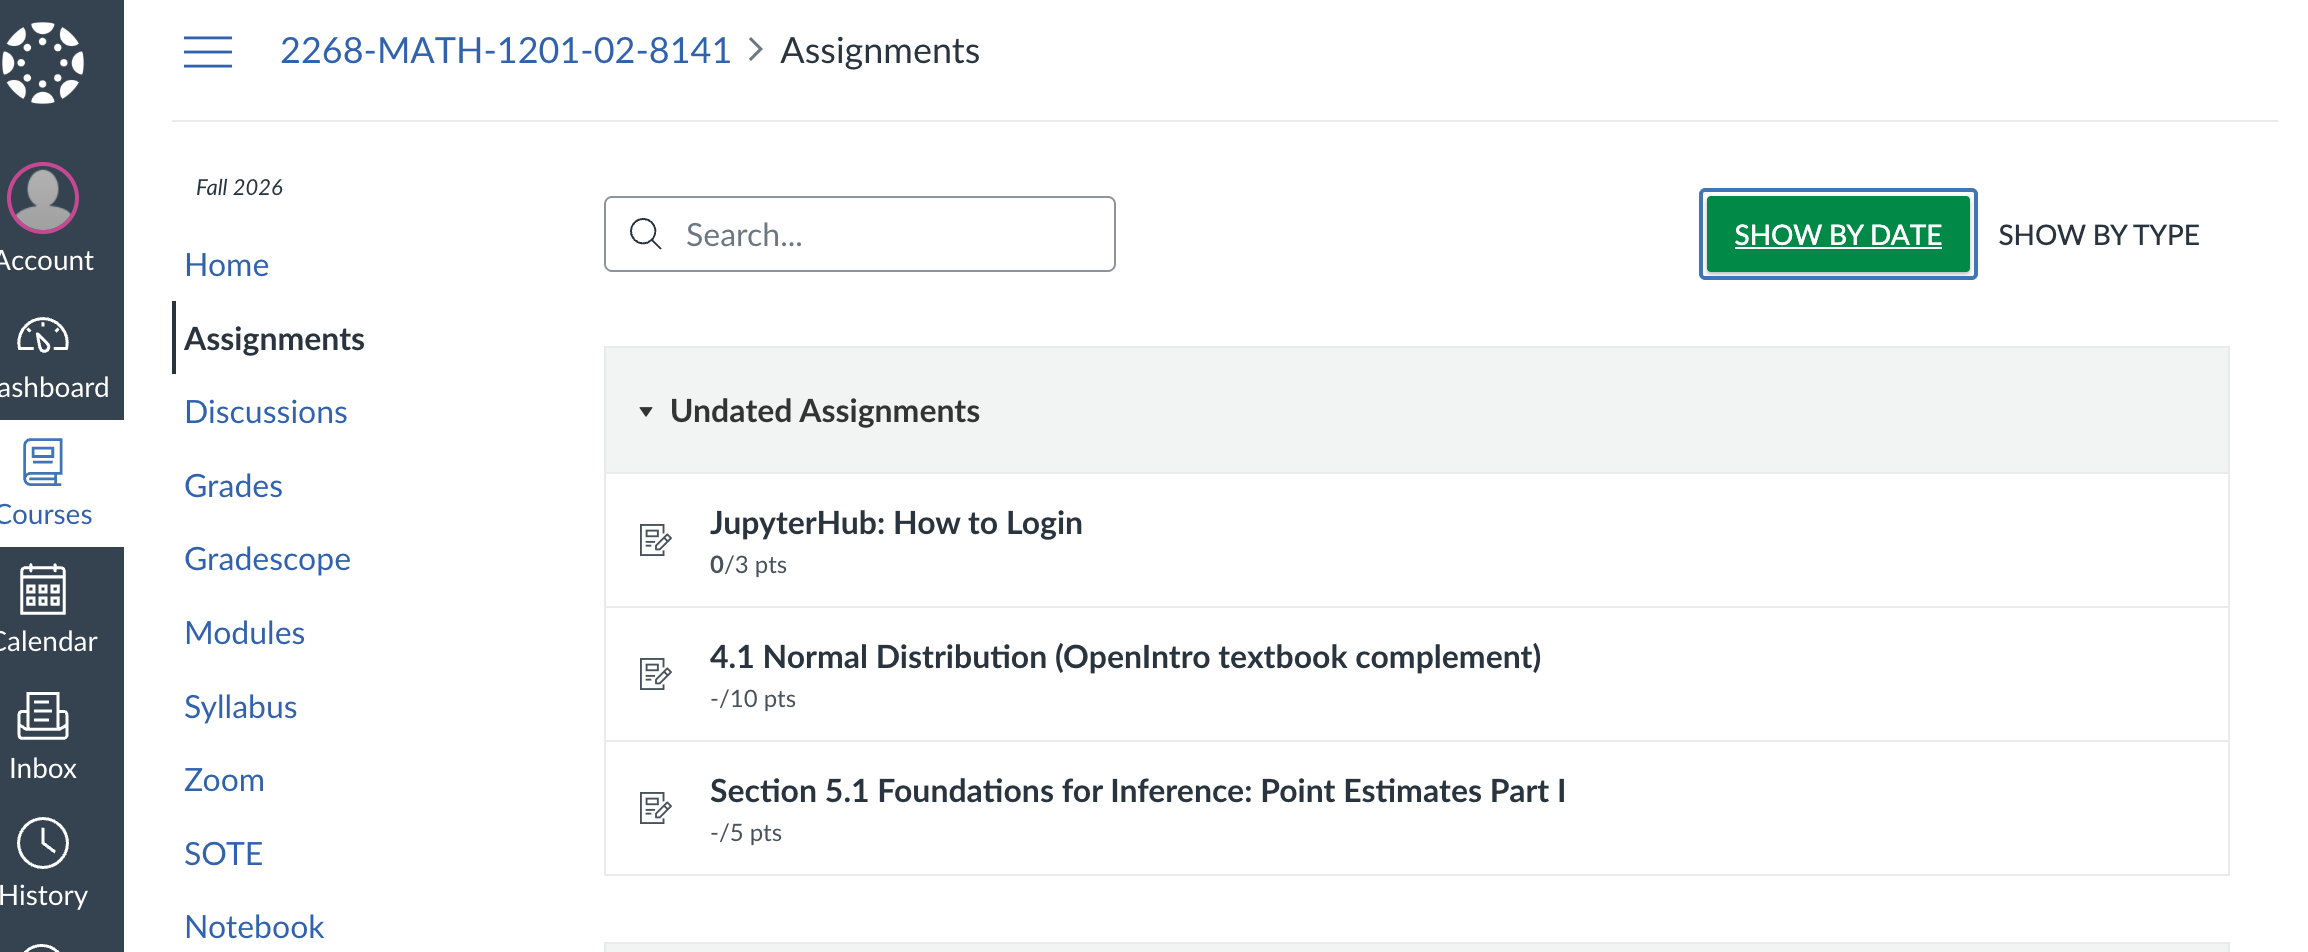 2268-MATH-1201-02-8141 > Assignments
Account
Dashboard
Courses
Calendar
Inbox
History
Fall 2026
Home
Assignments
Discussions
Grades
Gradescope
Modules
Syllabus
Zoom
SOTE
Notebook
Search...
SHOW BY DATE
SHOW BY TYPE
Undated Assignments
JupyterHub: How to Login
0/3 pts
4.1 Normal Distribution (OpenIntro textbook complement)
-/10 pts
Section 5.1 Foundations for Inference: Point Estimates Part I
-/5 pts